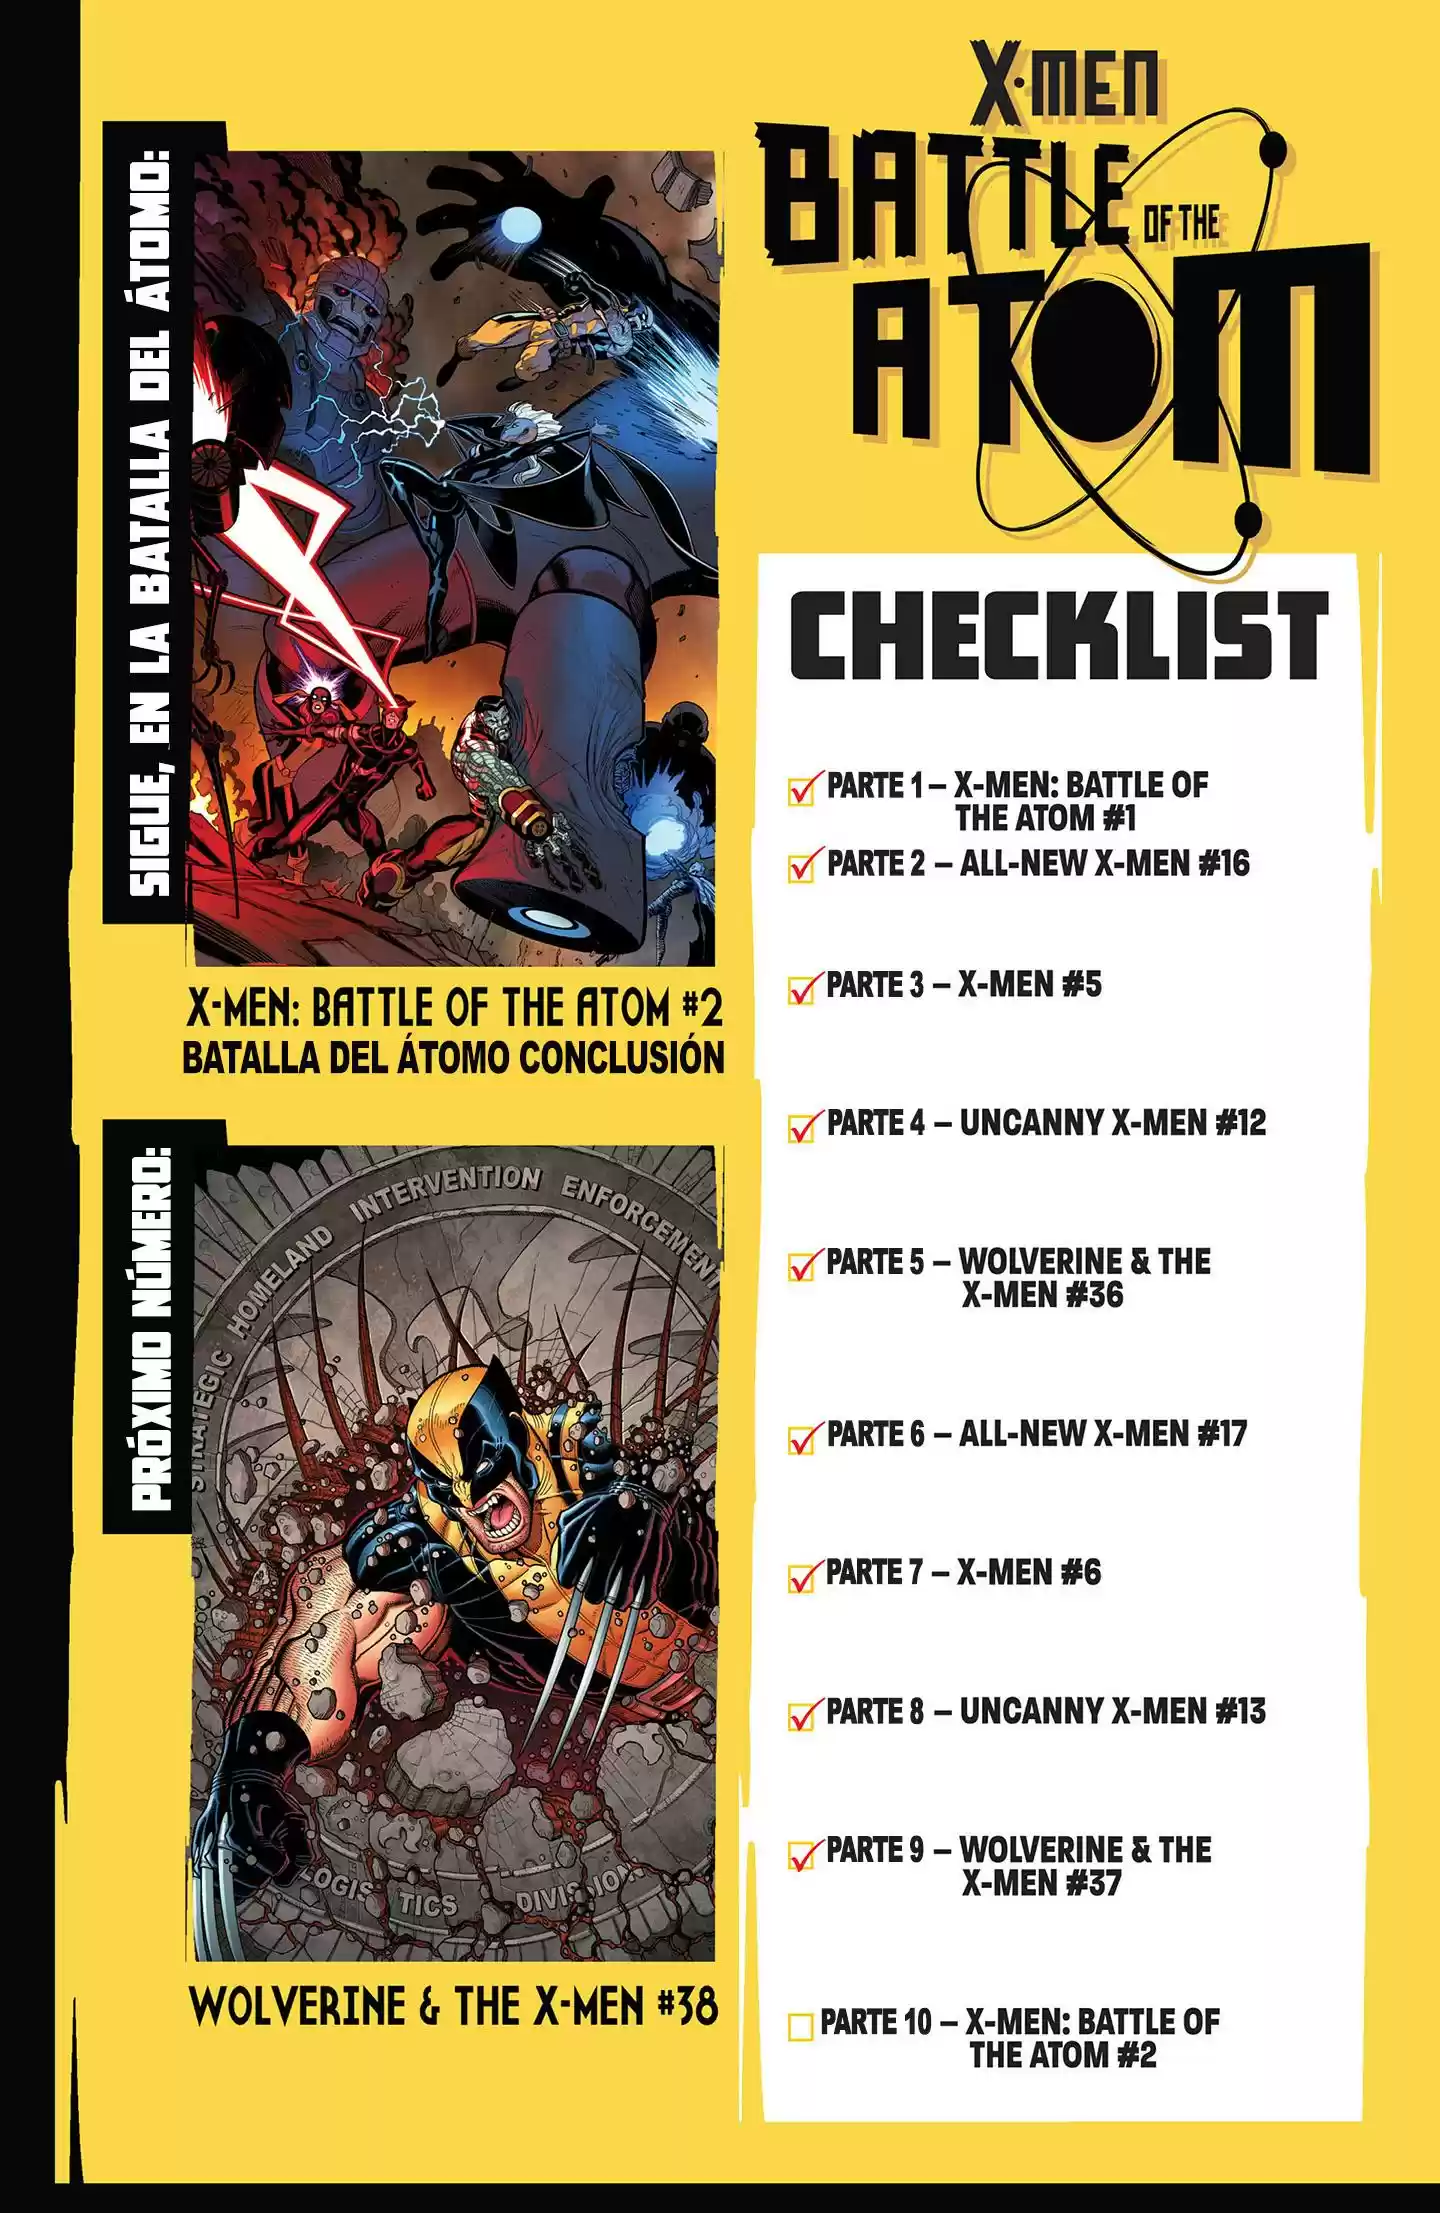 SIGUE, EN LA BATALLA DEL ÁTOMO:
X-MEN: BATTLE OF THE ATOM #2
BATALLA DEL ÁTOMO CONCLUSIÓN
PRÓXIMO NÚMERO:
STRATEGIC HOMELAND INTERVENTION ENFORCEMENT
LOGISTICS DIVISION
WOLVERINE & THE X-MEN #38
X-MEN
BATTLE OF THE
ATOM
CHECKLIST
PARTE 1 – X-MEN: BATTLE OF
THE ATOM #1
PARTE 2 – ALL-NEW X-MEN #16
PARTE 3 – X-MEN #5
PARTE 4 – UNCANNY X-MEN #12
PARTE 5 – WOLVERINE & THE
X-MEN #36
PARTE 6 – ALL-NEW X-MEN #17
PARTE 7 – X-MEN #6
PARTE 8 – UNCANNY X-MEN #13
PARTE 9 – WOLVERINE & THE
X-MEN #37
PARTE 10 – X-MEN: BATTLE OF
THE ATOM #2